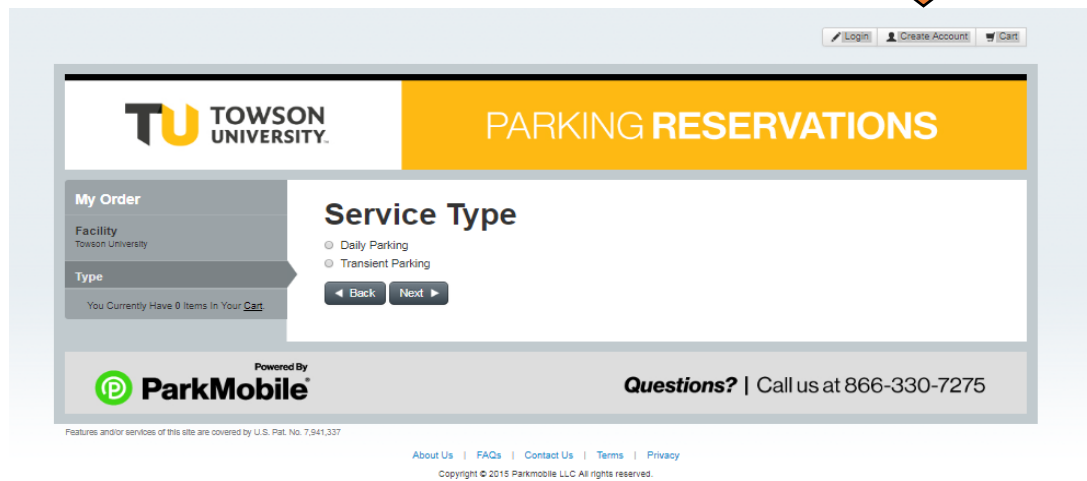 Login Create Account Cart
TU TOWSON
UNIVERSITY.
PARKING RESERVATIONS
My Order
Facility
Towson University
Type
You Currently Have 0 Items In Your Cart.
Service Type
Daily Parking
Transient Parking
Back Next
Powered By
ParkMobile
Questions? | Call us at 866-330-7275
Features and/or services of this site are covered by U.S. Pat. No. 7,941,337
About Us | FAQs | Contact Us | Terms | Privacy
Copyright © 2015 Parkmobile LLC All rights reserved.